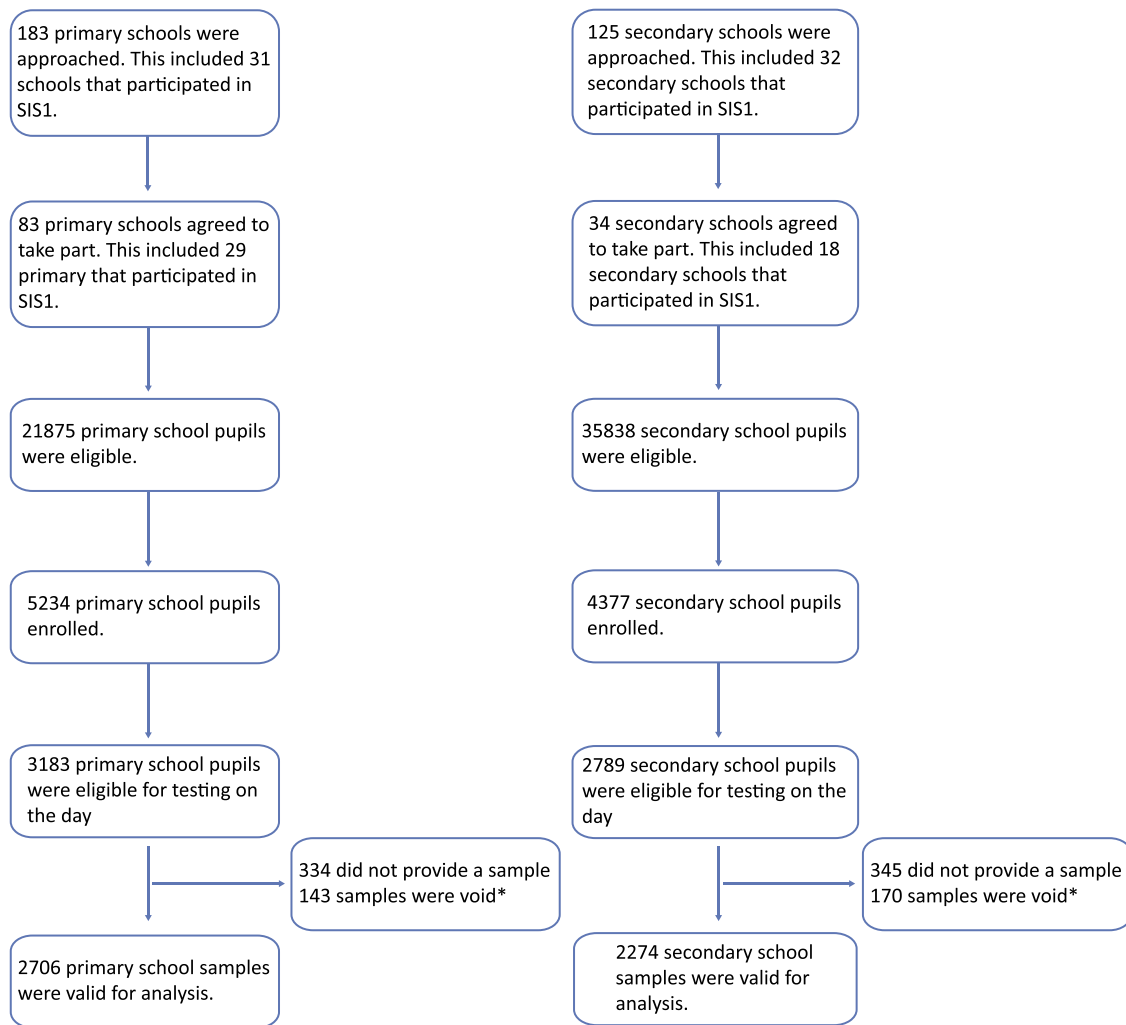 183 primary schools were
approached. This included 31
schools that participated in
SIS1.
83 primary schools agreed to
take part. This included 29
primary that participated in
SIS1.
21875 primary school pupils
were eligible.
5234 primary school pupils
enrolled.
3183 primary school pupils
were eligible for testing on
the day
334 did not provide a sample
143 samples were void*
2706 primary school samples
were valid for analysis.
125 secondary schools were
approached. This included 32
secondary schools that
participated in SIS1.
34 secondary schools agreed
to take part. This included 18
secondary schools that
participated in SIS1.
35838 secondary school pupils
were eligible.
4377 secondary school pupils
enrolled.
2789 secondary school pupils
were eligible for testing on the
day
345 did not provide a sample
170 samples were void*
2274 secondary school
samples were valid for
analysis.